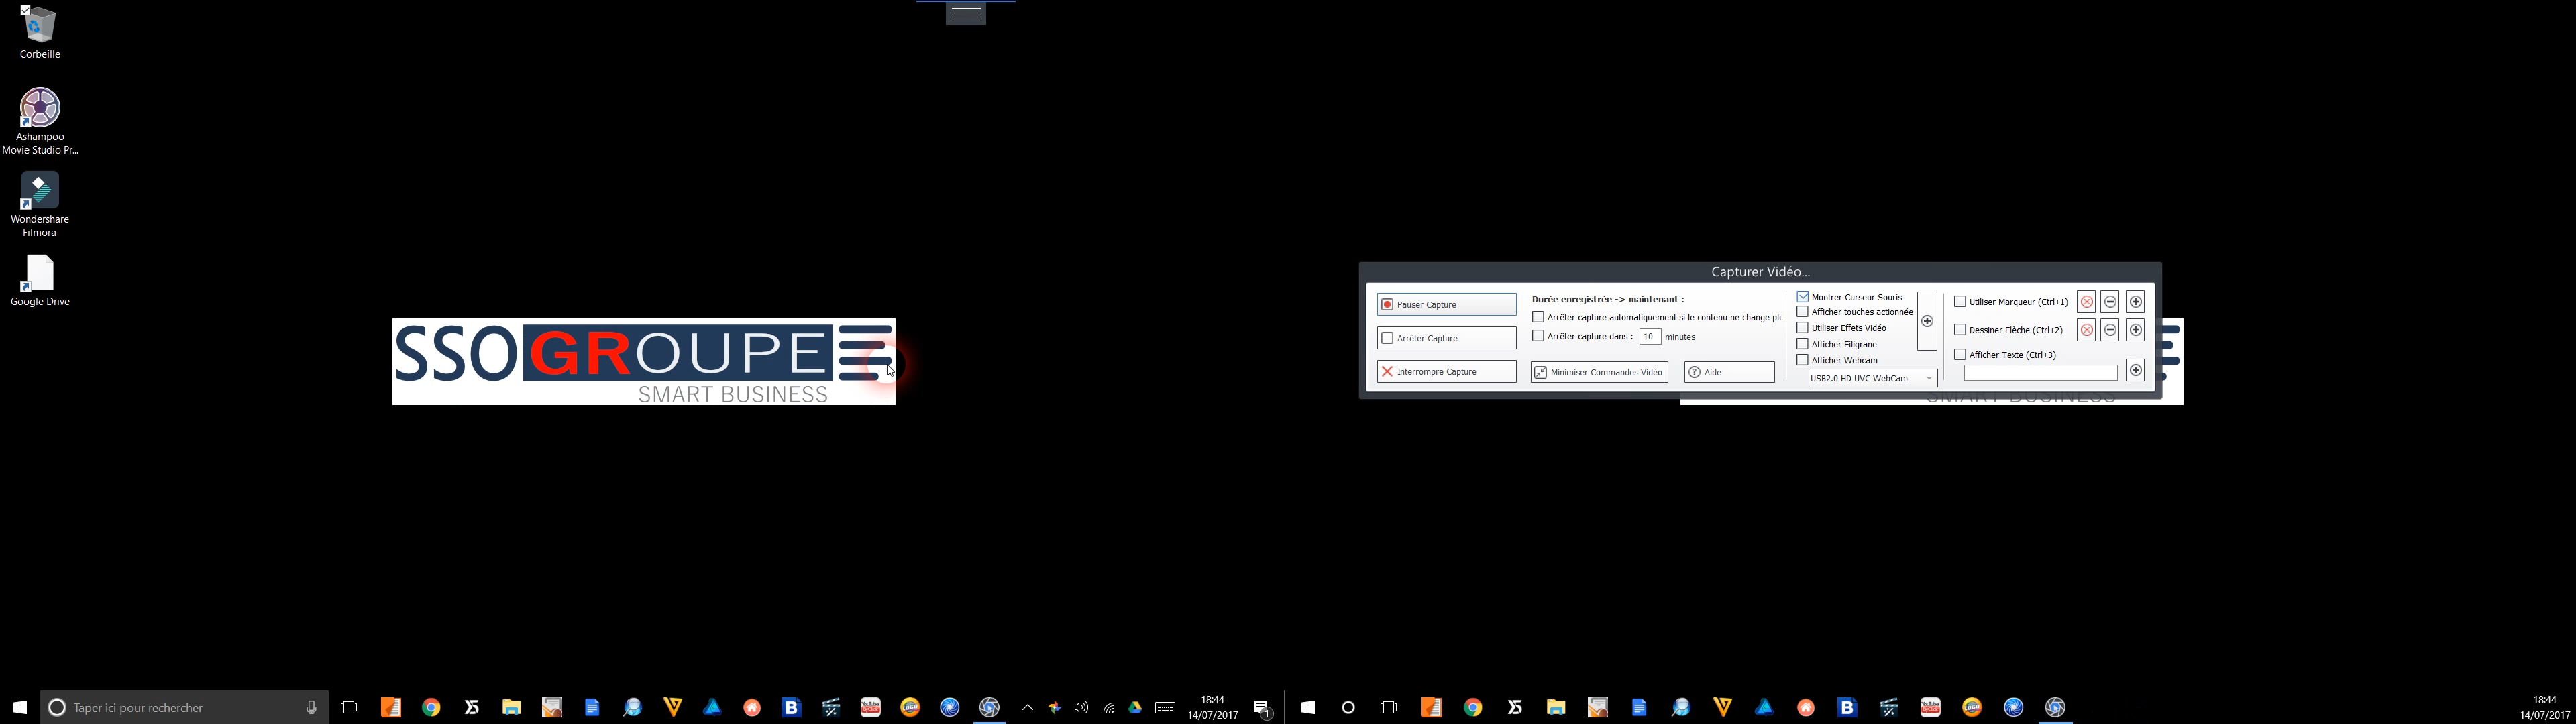 Corbeille
Ashampoo
Movie Studio Pr...
Wondershare
Filmora
Google Drive
SSOGROUPE
SMART BUSINESS
Capturer Vidéo...
Pauser Capture
Arrêter Capture
Interrompre Capture
Durée enregistrée -> maintenant :
Arrêter capture automatiquement si le contenu ne change plu
Arrêter capture dans : 10 minutes
Minimiser Commandes Vidéo
Aide
Montrer Curseur Souris
Afficher touches actionnée
Utiliser Effets Vidéo
Afficher Filigrane
Afficher Webcam
USB2.0 HD UVC WebCam
Utiliser Marqueur (Ctrl+1)
Dessiner Flèche (Ctrl+2)
Afficher Texte (Ctrl+3)
SMART BUSINESS
Taper ici pour rechercher
18:44
14/07/2017
1
18:44
14/07/2017